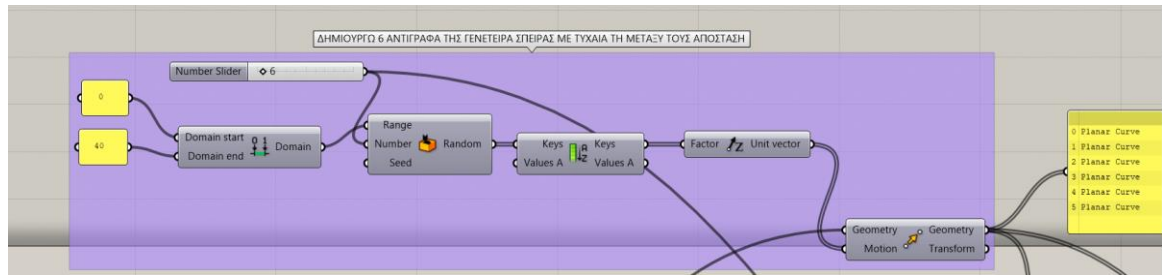 ΔΗΜΙΟΥΡΓΩ 6 ΑΝΤΙΓΡΑΦΑ ΤΗΣ ΓΕΝΕΤΕΙΡΑ ΣΠΕΙΡΑΣ ΜΕ ΤΥΧΑΙΑ ΤΗ ΜΕΤΑΞΥ ΤΟΥΣ ΑΠΟΣΤΑΣΗ
Number Slider 6
0
40
Domain start
Domain end
0 1
Domain
Range
Number
Seed
Random
Keys
Values A
A
Z
Keys
Values A
Factor
Z
Unit vector
Geometry
Motion
Geometry
Transform
0 Planar Curve
1 Planar Curve
2 Planar Curve
3 Planar Curve
4 Planar Curve
5 Planar Curve